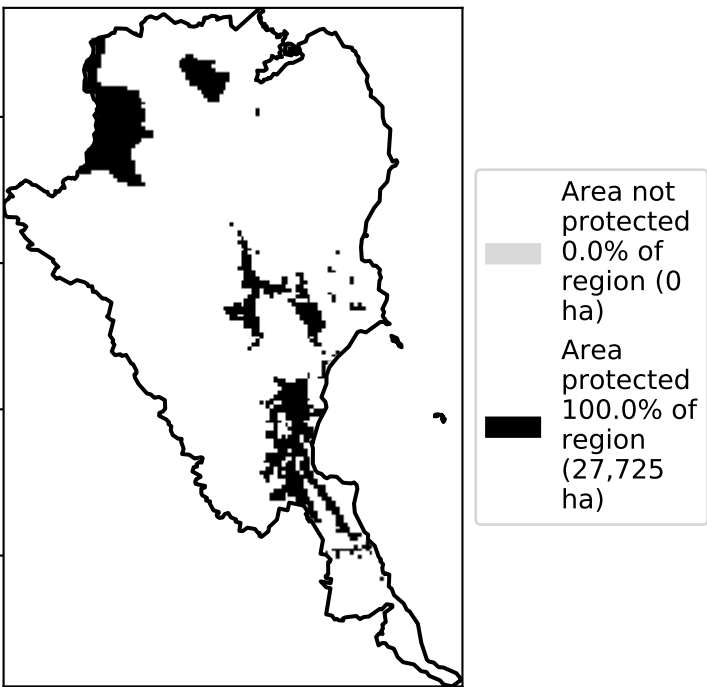 Area not
protected
0.0% of
region (0
ha)
Area
protected
100.0% of
region
(27,725
ha)